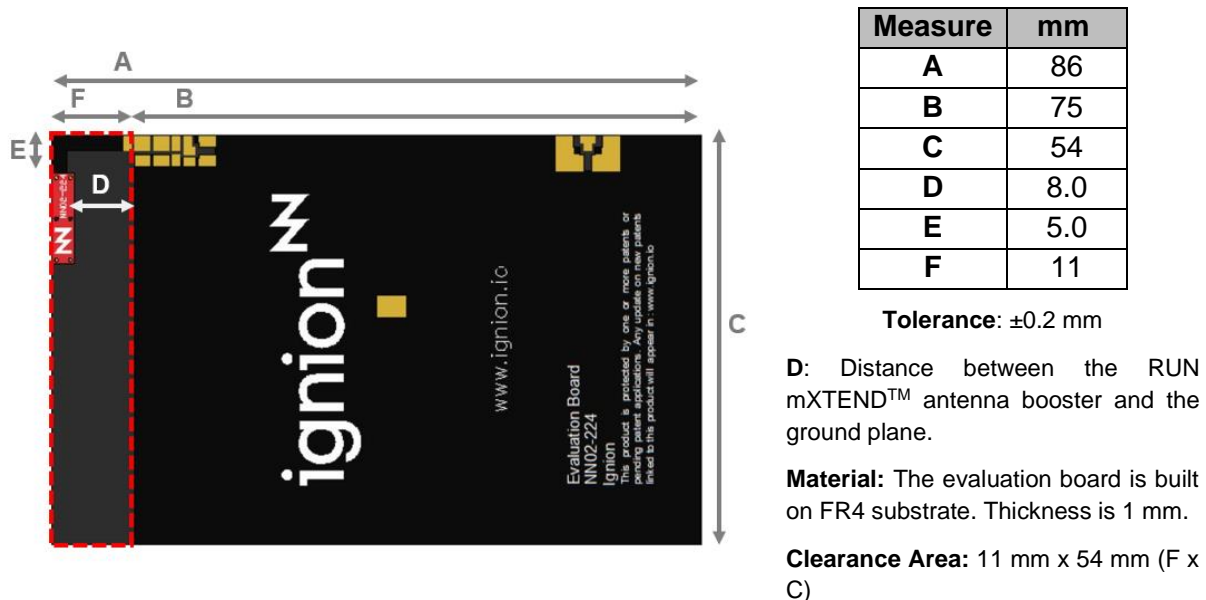 A
F
B
E
D
C
NN02-224
ignion
www.ignion.io
Evaluation Board
NN02-224
Ignion
This product is protected by one or more patents or
pending patent applications. Any update on new patents
linked to this product will appear in: www.ignion.io
Measure mm
A 86
B 75
C 54
D 8.0
E 5.0
F 11
Tolerance: ±0.2 mm
D: Distance between the RUN
mXTEND™ antenna booster and the
ground plane.
Material: The evaluation board is built
on FR4 substrate. Thickness is 1 mm.
Clearance Area: 11 mm x 54 mm (F x
C)